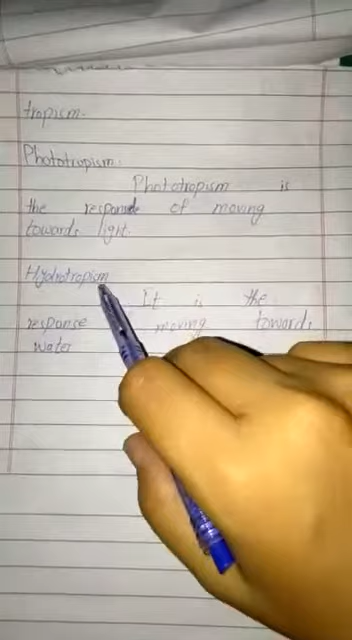 tropism.
Phototropism.
Phototropism is
the response of moving
towards light.
Hydrotropism
It is the
response moving towards
water